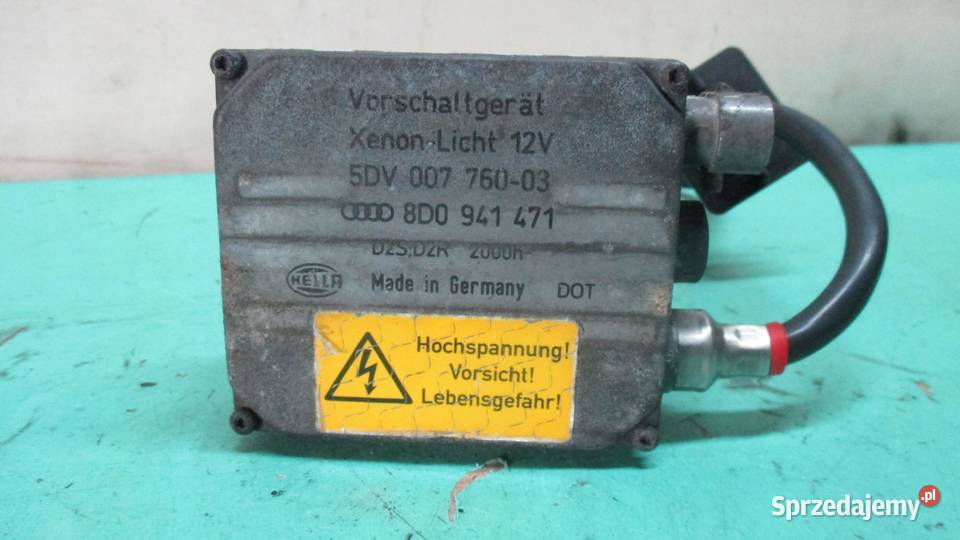 Vorschaltgerät
Xenon-Licht 12V
5DV 007 760-03
8D0 941 471
D2S;D2R 2000h
HELLA
Made in Germany DOT
Hochspannung!
Vorsicht!
Lebensgefahr!
Sprzedajemy.pl